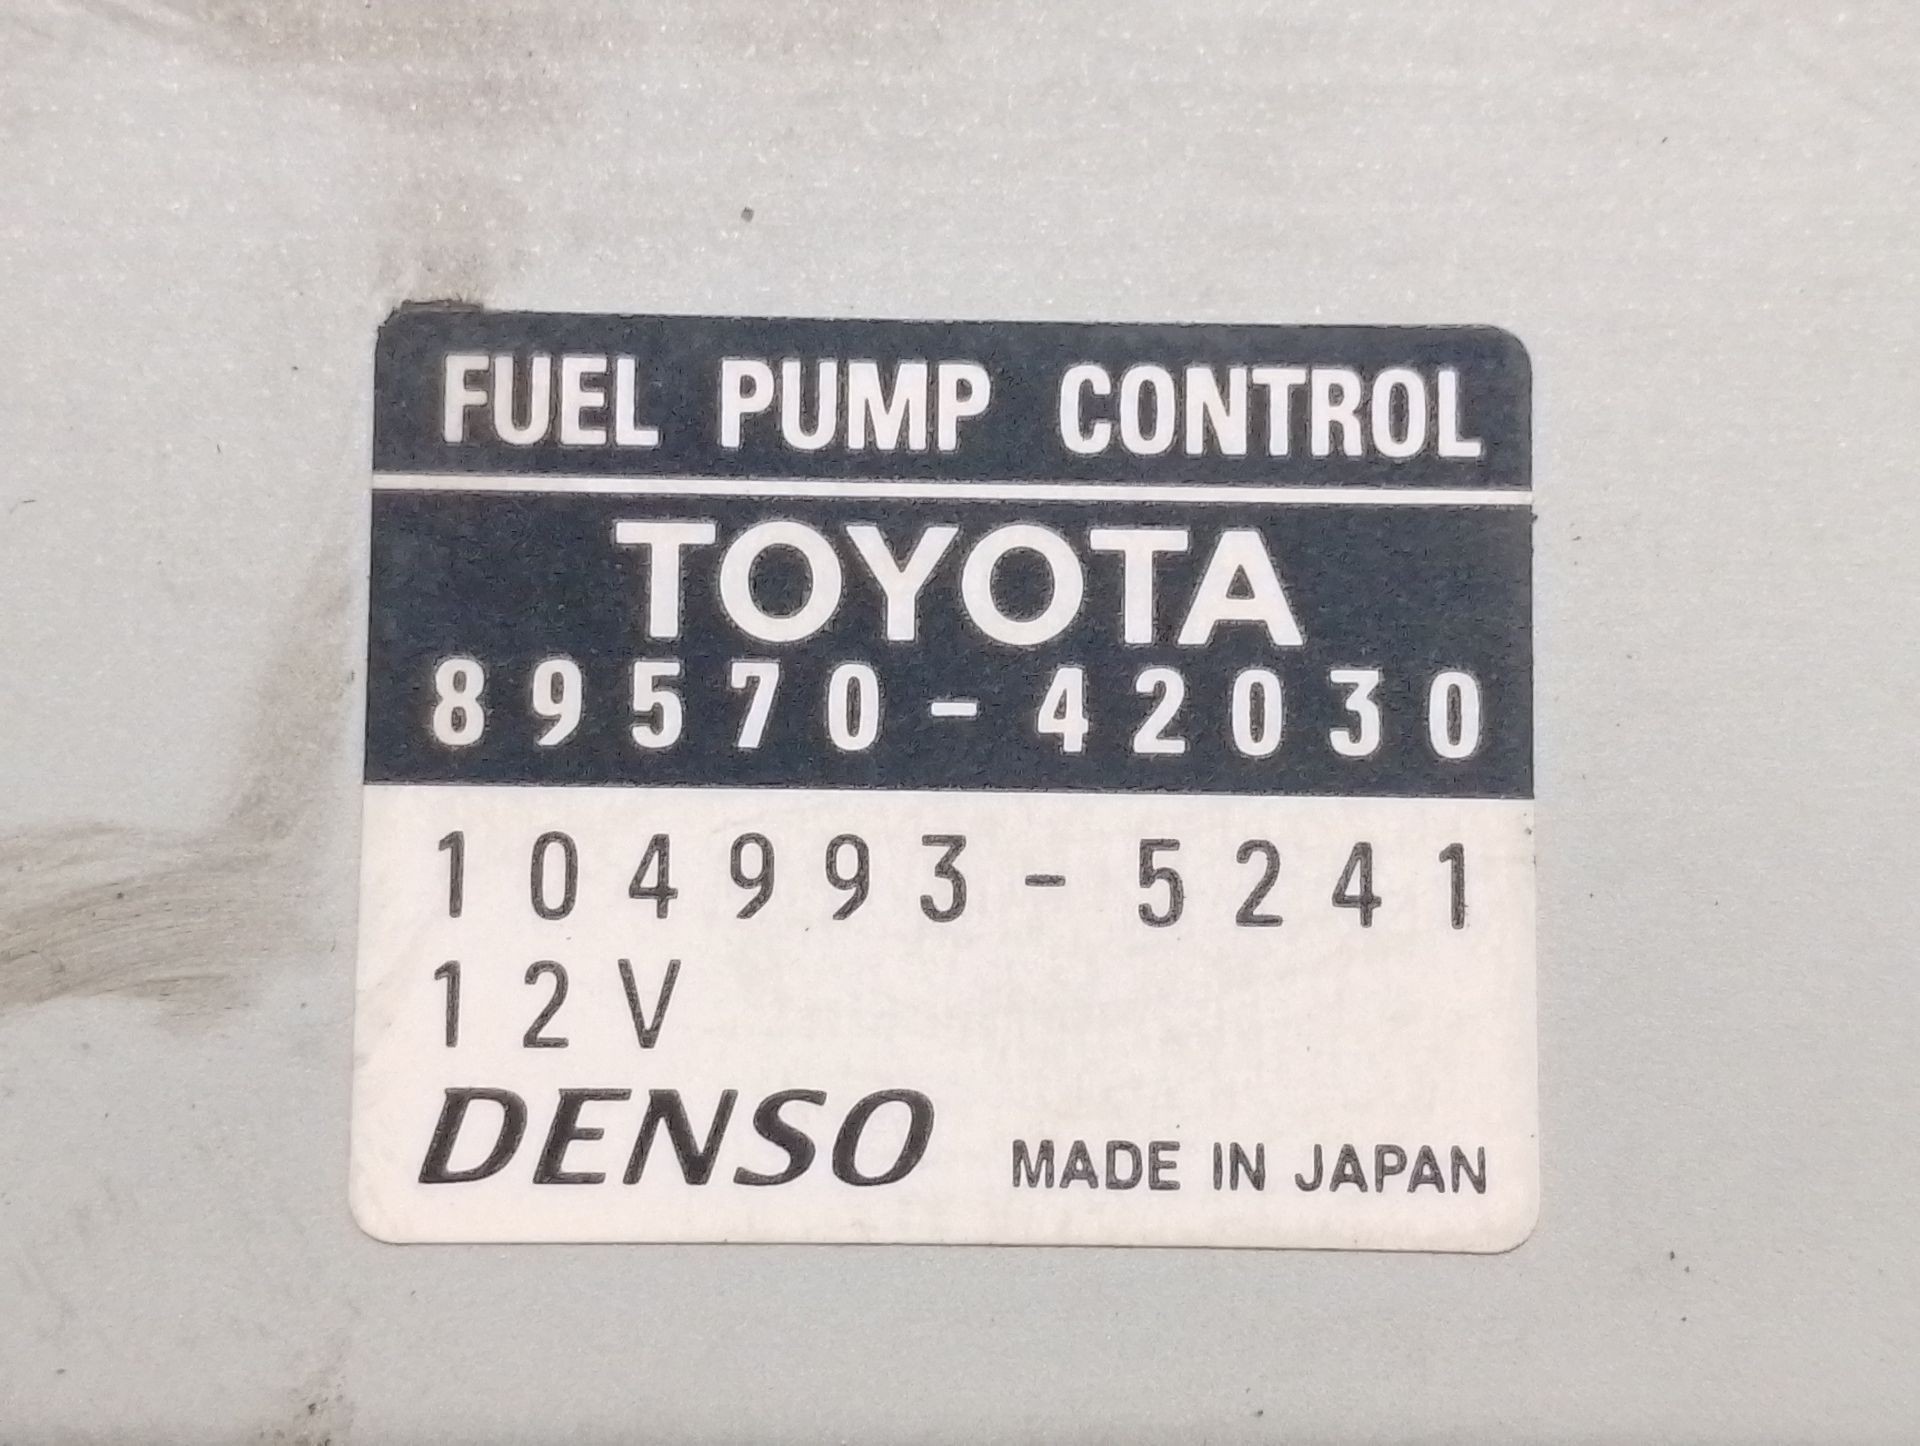 FUEL PUMP CONTROL
TOYOTA
89570-42030
104993-5241
12V
DENSO MADE IN JAPAN